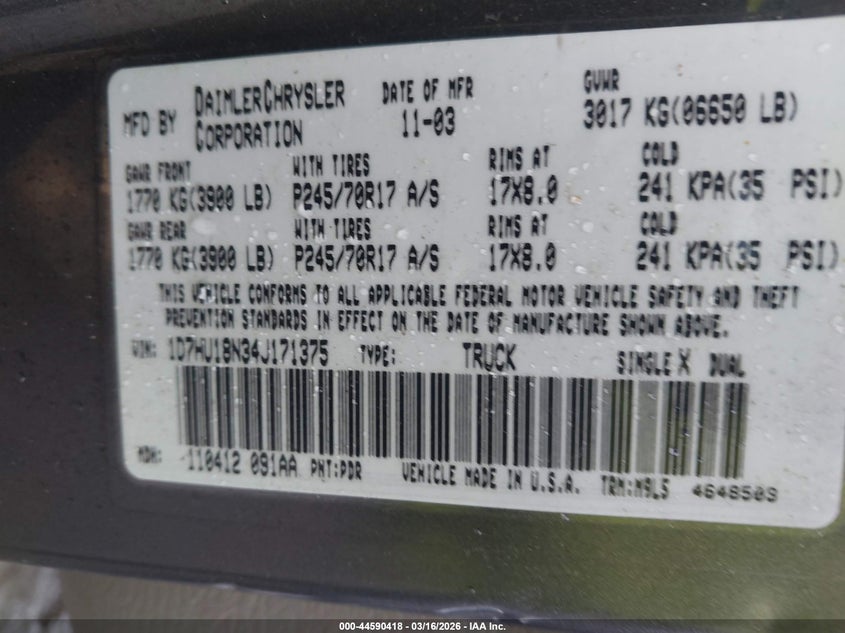 MFD BY DAIMLERCHRYSLER CORPORATION DATE OF MFR 11-03 GVWR 3017 KG(06650 LB)
GAWR FRONT WITH TIRES RIMS AT COLD
1770 KG(3900 LB) P245/70R17 A/S 17X8.0 241 KPA(35 PSI)
GAWR REAR WITH TIRES RIMS AT COLD
1770 KG(3900 LB) P245/70R17 A/S 17X8.0 241 KPA(35 PSI)
THIS VEHICLE CONFORMS TO ALL APPLICABLE FEDERAL MOTOR VEHICLE SAFETY AND THEFT
PREVENTION STANDARDS IN EFFECT ON THE DATE OF MANUFACTURE SHOWN ABOVE.
VIN: 1D7HU18N34J171375 TYPE: TRUCK SINGLE X DUAL
MDH: 110412 091AA PNT:PDR VEHICLE MADE IN U.S.A. TRM:M9L5 4648503
000-44590418 - 03/16/2026 - IAA Inc.